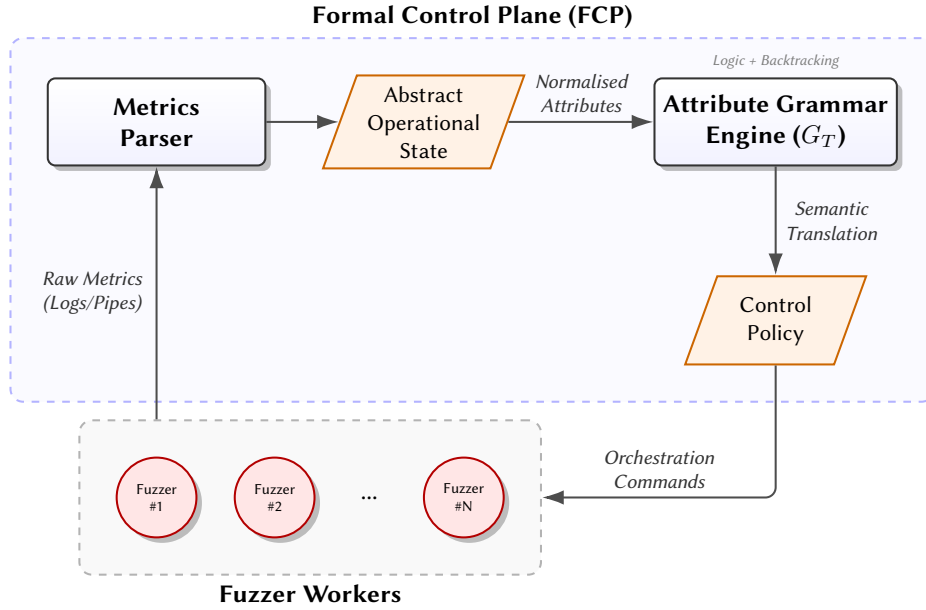 Formal Control Plane (FCP)
Logic + Backtracking
Metrics
Parser
Abstract
Operational
State
Normalised
Attributes
Attribute Grammar
Engine (G_T)
Semantic
Translation
Raw Metrics
(Logs/Pipes)
Control
Policy
Orchestration
Commands
Fuzzer
#1
Fuzzer
#2
...
Fuzzer
#N
Fuzzer Workers